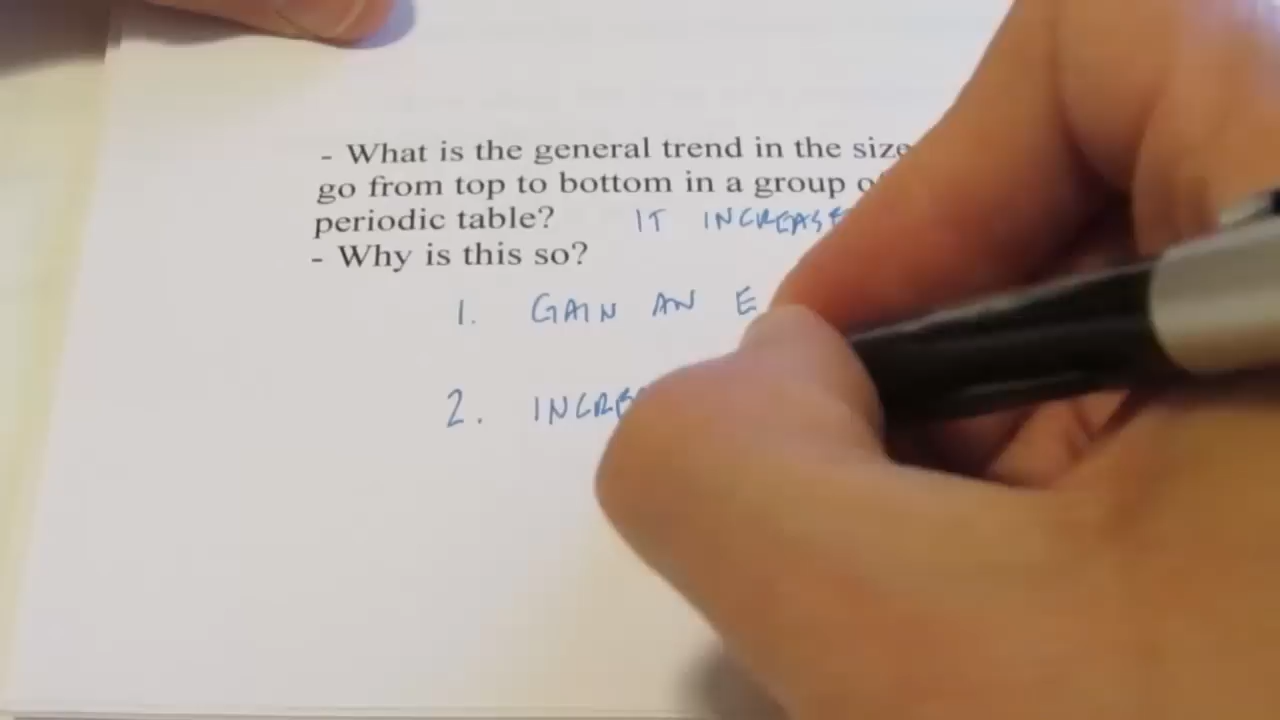 - What is the general trend in the size
go from top to bottom in a group
periodic table? IT INCREASE
- Why is this so?
1. GAIN AN E
2. INCRE